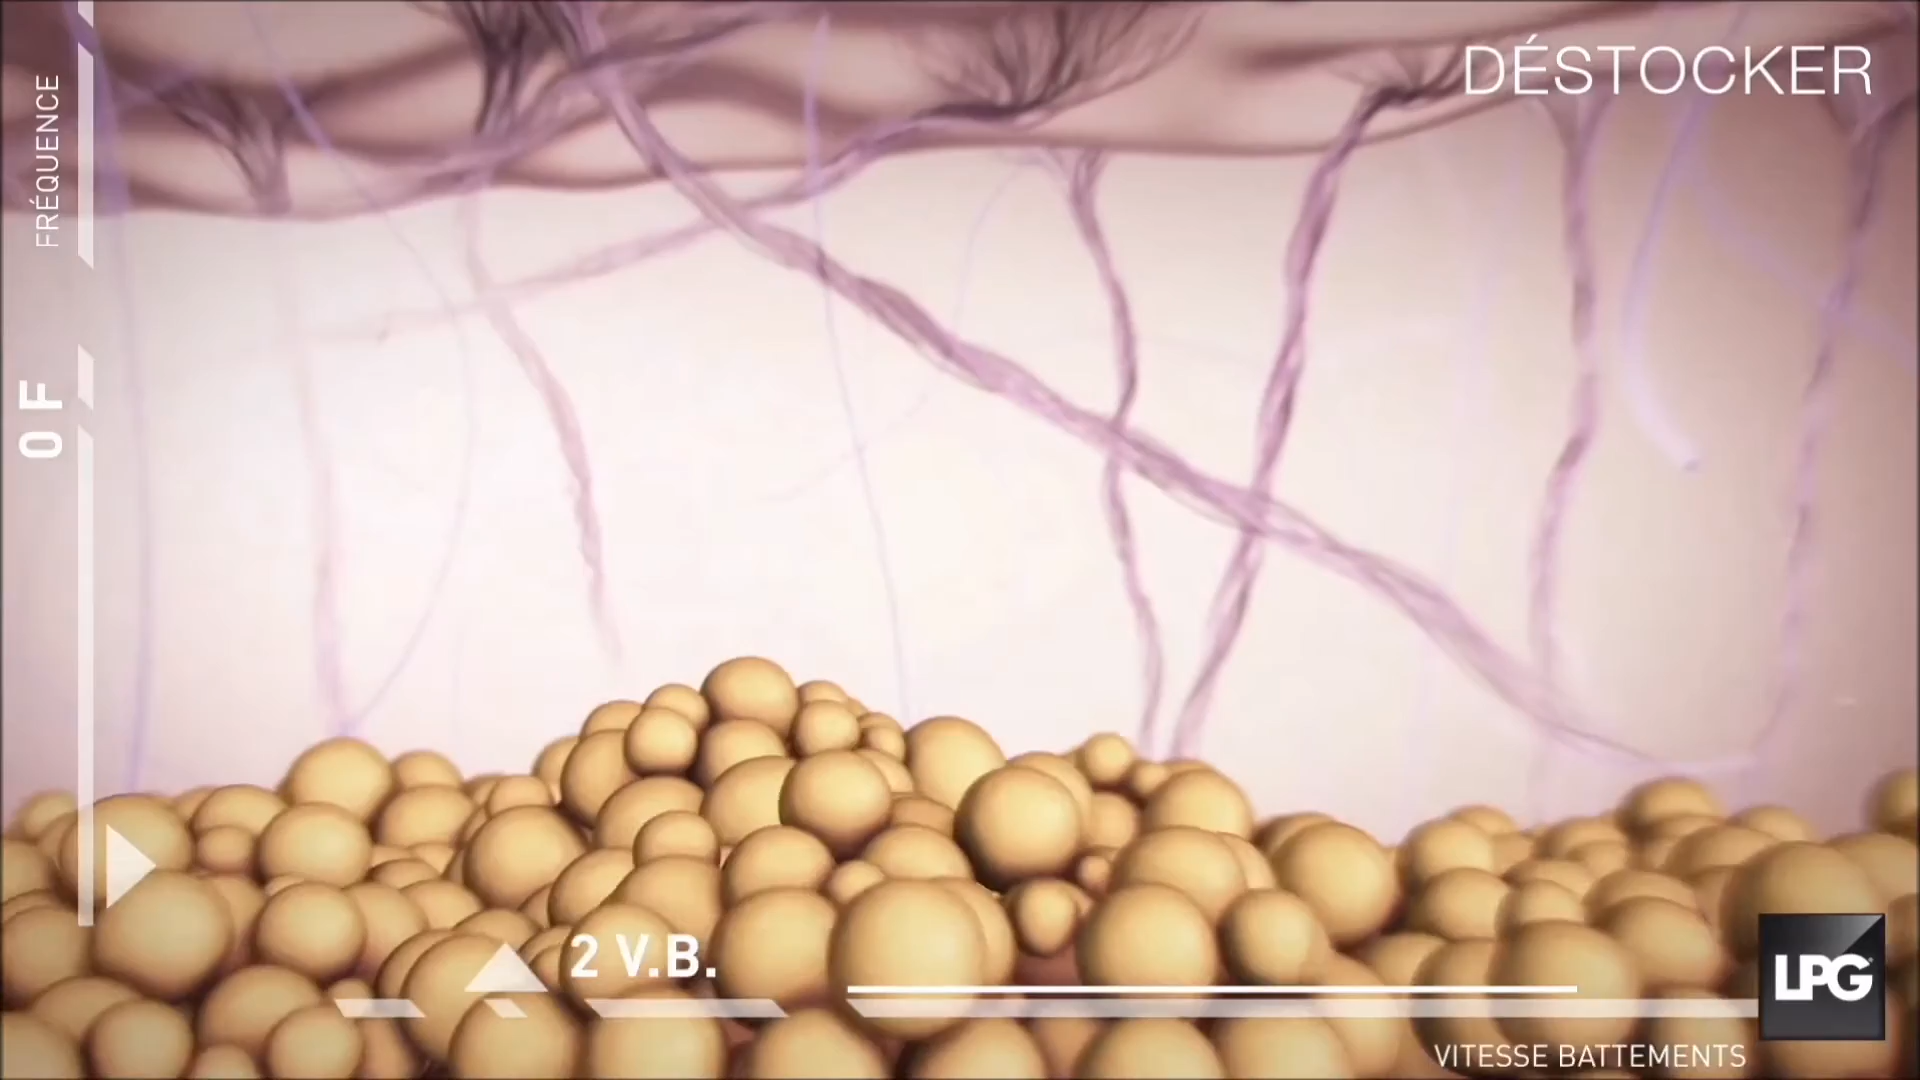 DÉSTOCKER
FRÉQUENCE
0 F
2 V.B.
LPG
VITESSE BATTEMENTS